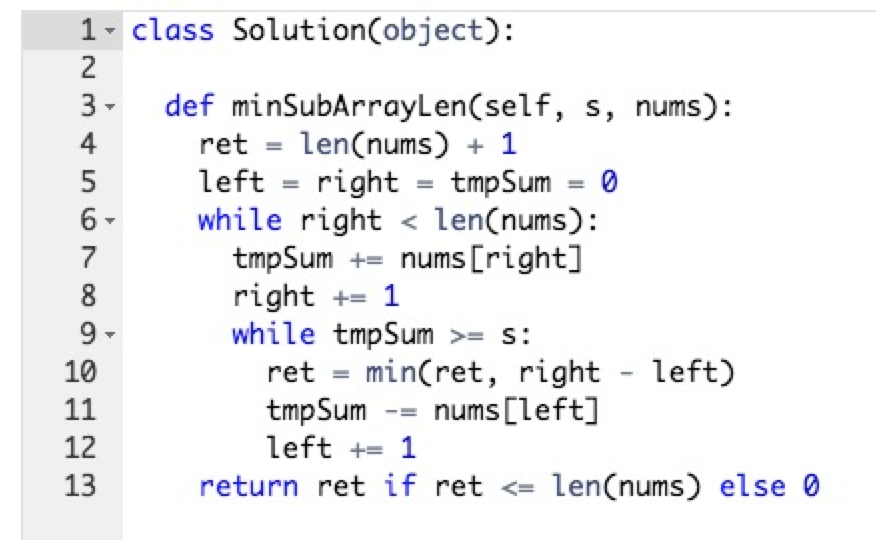 1 class Solution(object):
2
3 def minSubArrayLen(self, s, nums):
4 ret = len(nums) + 1
5 left = right = tmpSum = 0
6 while right < len(nums):
7 tmpSum += nums[right]
8 right += 1
9 while tmpSum >= s:
10 ret = min(ret, right - left)
11 tmpSum -= nums[left]
12 left += 1
13 return ret if ret <= len(nums) else 0